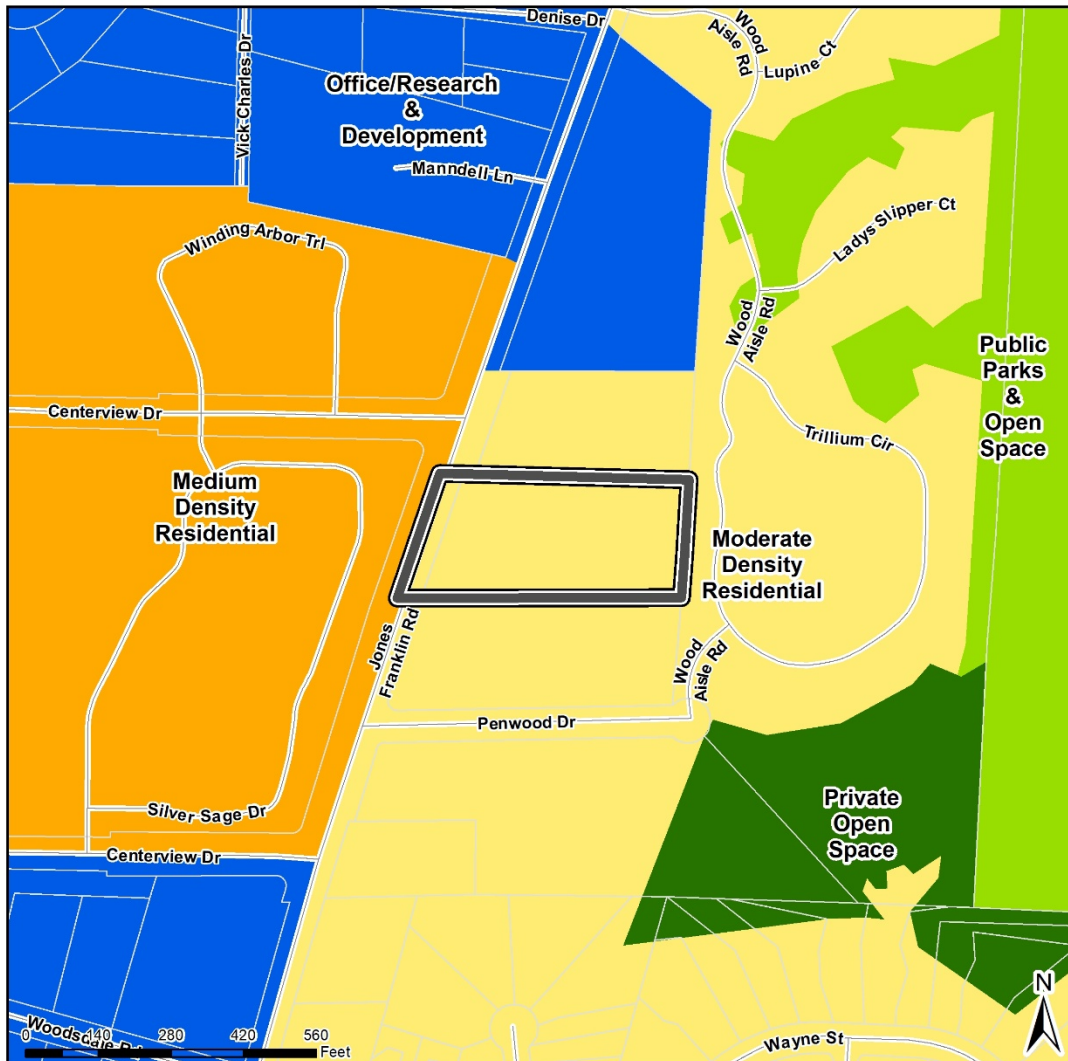 Denise Dr
Wood
Aisle Rd
Lupine Ct
Vick Charles Dr
Office/Research
&
Development
Manndell Ln
Ladys Slipper Ct
Winding Arbor Trl
Wood
Aisle Rd
Public
Parks
&
Open
Space
Centerview Dr
Trillium Cir
Medium
Density
Residential
Moderate
Density
Residential
Jones
Franklin Rd
Wood
Aisle Rd
Penwood Dr
Silver Sage Dr
Private
Open
Space
Centerview Dr
N
Woodsdale Rd
0 140 280 420 560
Feet
Wayne St